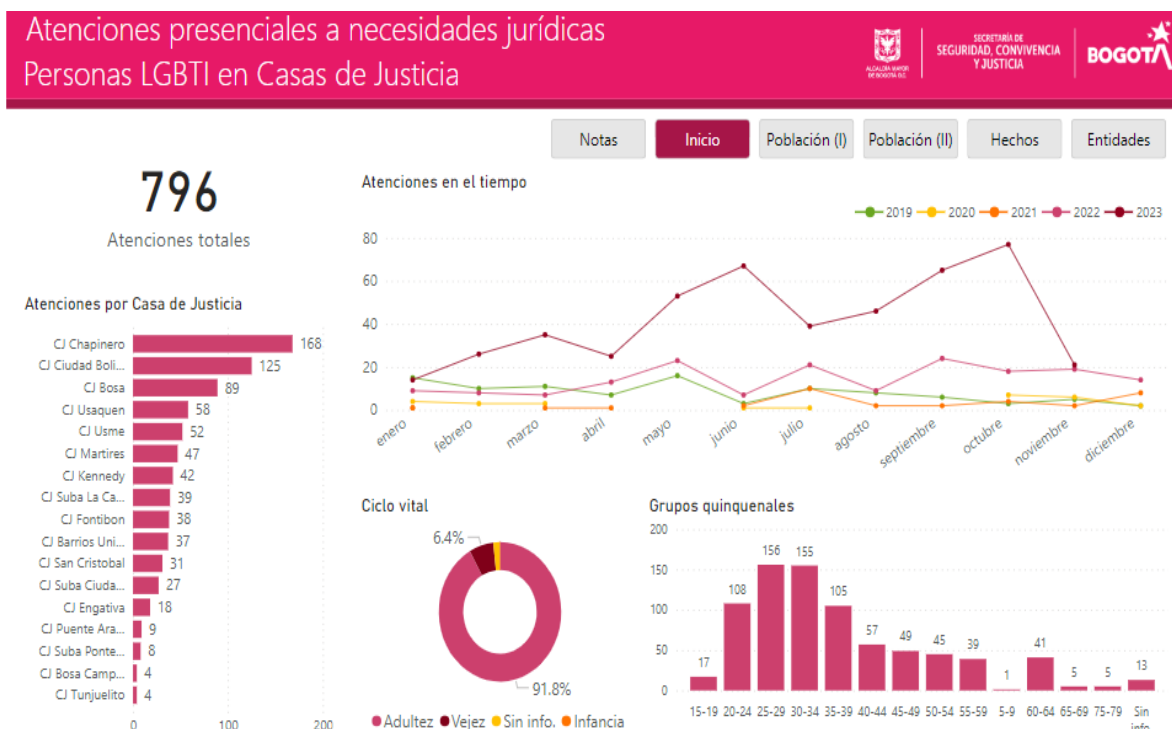 Atenciones presenciales a necesidades jurídicas
Personas LGBTI en Casas de Justicia
ALCALDÍA MAYOR
DE BOGOTÁ D.C.
SECRETARÍA DE
SEGURIDAD, CONVIVENCIA
Y JUSTICIA
BOGOTÁ
Notas
Inicio
Población (I)
Población (II)
Hechos
Entidades
796
Atenciones totales
Atenciones en el tiempo
2019 2020 2021 2022 2023
80
60
40
20
0
enero febrero marzo abril mayo junio julio agosto septiembre octubre noviembre diciembre
Atenciones por Casa de Justicia
CJ Chapinero 168
CJ Ciudad Boli... 125
CJ Bosa 89
CJ Usaquen 58
CJ Usme 52
CJ Martires 47
CJ Kennedy 42
CJ Suba La Ca... 39
CJ Fontibon 38
CJ Barrios Uni... 37
CJ San Cristobal 31
CJ Suba Ciuda... 27
CJ Engativa 18
CJ Puente Ara... 9
CJ Suba Ponte... 8
CJ Bosa Camp... 4
CJ Tunjuelito 4
0 100 200
Ciclo vital
6.4%
91.8%
Adultez Vejez Sin info. Infancia
Grupos quinquenales
200
150
100
50
0
17 108 156 155 105 57 49 45 39 1 41 5 5 13
15-19 20-24 25-29 30-34 35-39 40-44 45-49 50-54 55-59 5-9 60-64 65-69 75-79 Sin
info